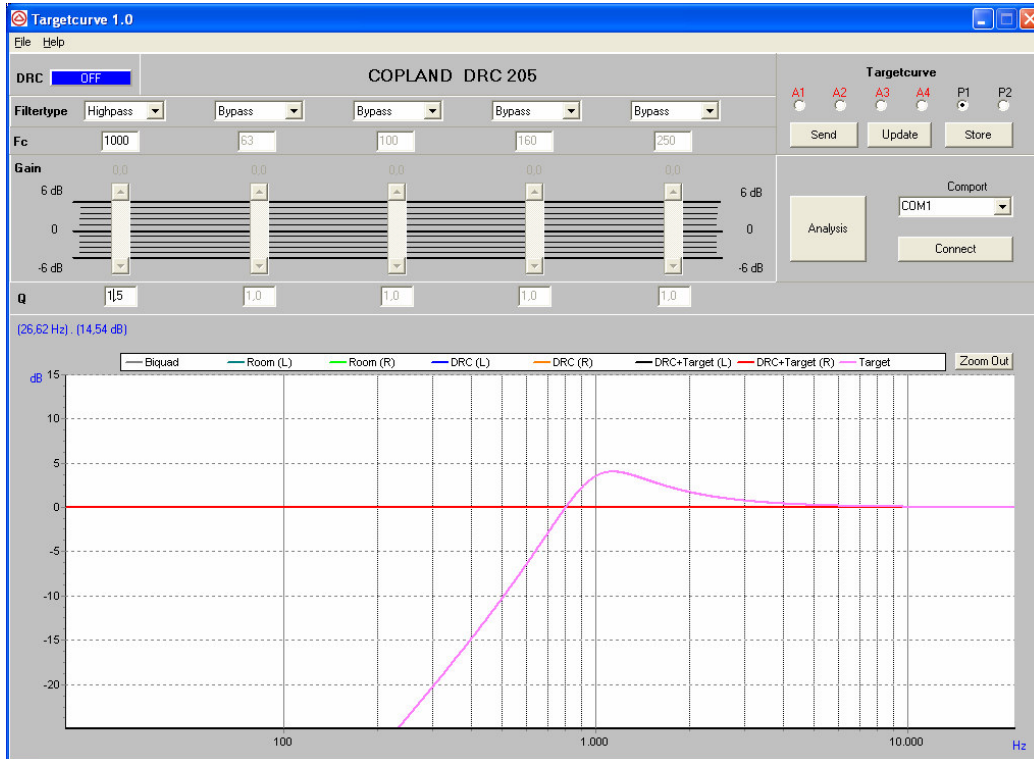 Targetcurve 1.0
File Help
DRC OFF COPLAND DRC 205 Targetcurve
A1 A2 A3 A4 P1 P2
Filtertype Highpass Bypass Bypass Bypass Bypass
Send Update Store
Fc 1000 63 100 160 250
Gain 0,0 0,0 0,0 0,0 0,0
6 dB 6 dB
Comport
COM1
0 0
Analysis
Connect
-6 dB -6 dB
Q 1,5 1,0 1,0 1,0 1,0
(26,62 Hz) . (14,54 dB)
Biquad Room (L) Room (R) DRC (L) DRC (R) DRC+Target (L) DRC+Target (R) Target Zoom Out
dB 15
10
5
0
-5
-10
-15
-20
100 1.000 10.000 Hz